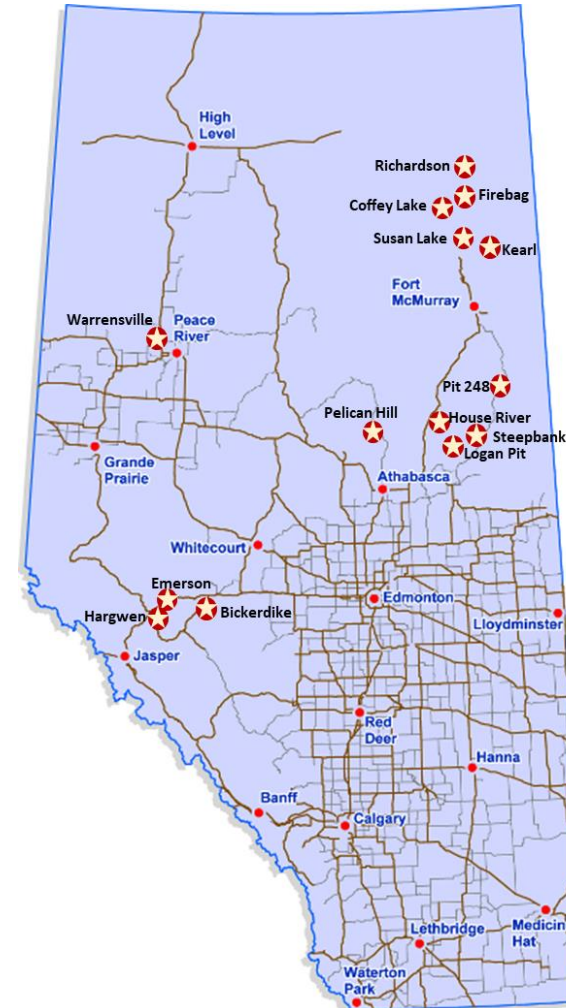 High
Level
Richardson
Firebag
Coffey Lake
Susan Lake
Kearl
Fort
McMurray
Warrensville
Peace
River
Pit 248
Pelican Hill
House River
Steepbank
Logan Pit
Grande
Prairie
Athabasca
Whitecourt
Emerson
Edmonton
Hargwen
Bickerdike
Lloydminster
Jasper
Red
Deer
Hanna
Banff
Calgary
Medicin
Hat
Lethbridge
Waterton
Park